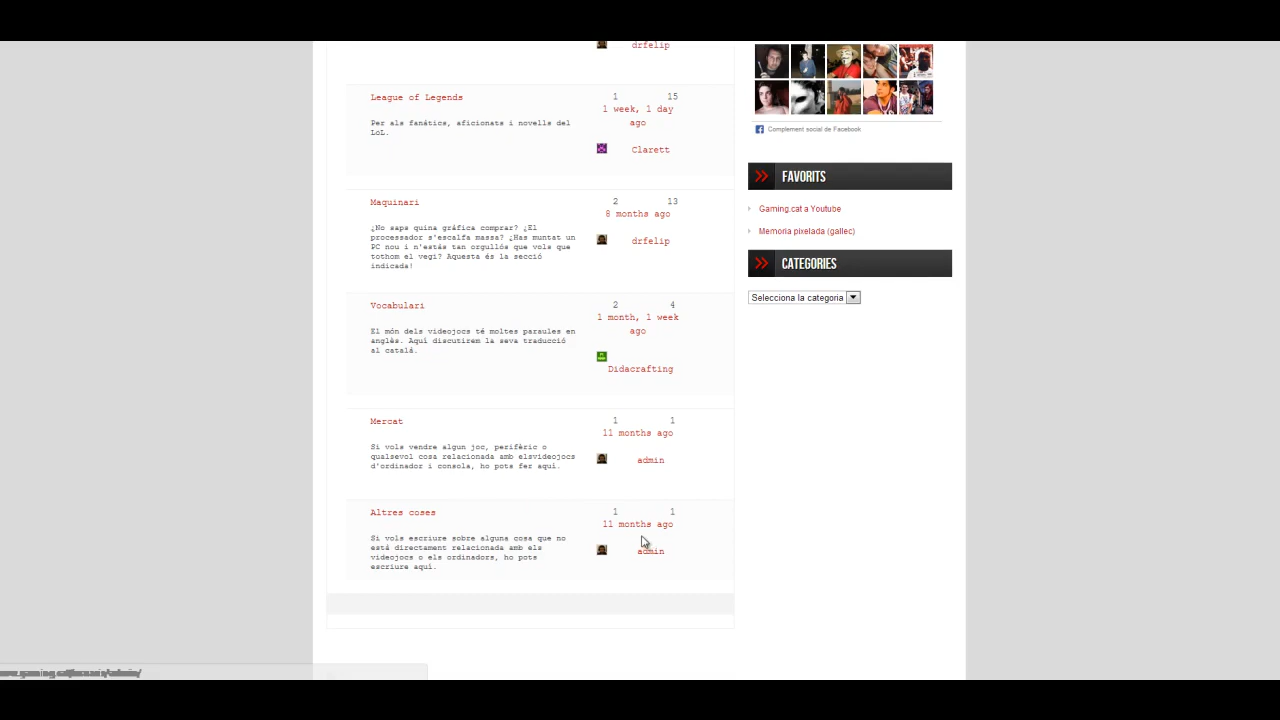 drfelip
League of Legends
1 15
Per als fanátics, aficionats i novells del
LoL.
1 week, 1 day
ago
Clarett
Maquinari
2 13
¿No saps quina gráfica comprar? ¿El
processador s'escalfa massa? ¿Has muntat un
PC nou i n'estás tan orgullós que vols que
tothom el vegi? Aquesta és la secció
indicada!
8 months ago
drfelip
Vocabulari
2 4
El món dels videojocs té moltes paraules en
anglès. Aquí discutirem la seva traducció
al catalá.
1 month, 1 week
ago
Didacrafting
Mercat
1 1
Si vols vendre algun joc, perifèric o
qualsevol cosa relacionada amb elsvideojocs
d'ordinador i consola, ho pots fer aquí.
11 months ago
admin
Altres coses
1 1
Si vols escriure sobre alguna cosa que no
está directament relacionada amb els
videojocs o els ordinadors, ho pots
escriure aquí.
11 months ago
admin
Complement social de Facebook
FAVORITS
Gaming.cat a Youtube
Memoria pixelada (gallec)
CATEGORIES
Selecciona la categoria